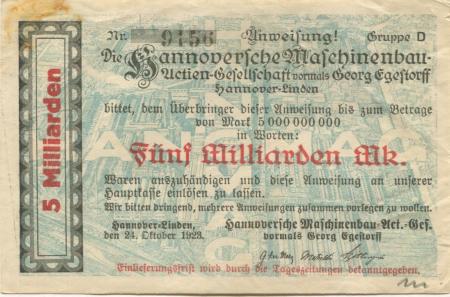 Nr. 9156 Anweisung! Gruppe D
Die Hannoversche Maschinenbau-
Actien-Gesellschaft vormals Georg Egestorff
Hannover-Linden
bittet, dem Überbringer dieser Anweisung bis zum Betrage
von Mark 5 000 000 000
in Worten:
Fünf Milliarden Mk.
Waren auszuhändigen und diese Anweisung an unserer
Hauptkasse einlösen zu lassen.
Wir bitten dringend, mehrere Anweisungen zusammen vorlegen zu wollen.
Hannover-Linden, Hannoversche Maschinenbau-Act.-Ges.
den 24. Oktober 1923. vormals Georg Egestorff
Einlieferungsfrist wird durch die Tageszeitungen bekanntgegeben.
5 Milliarden